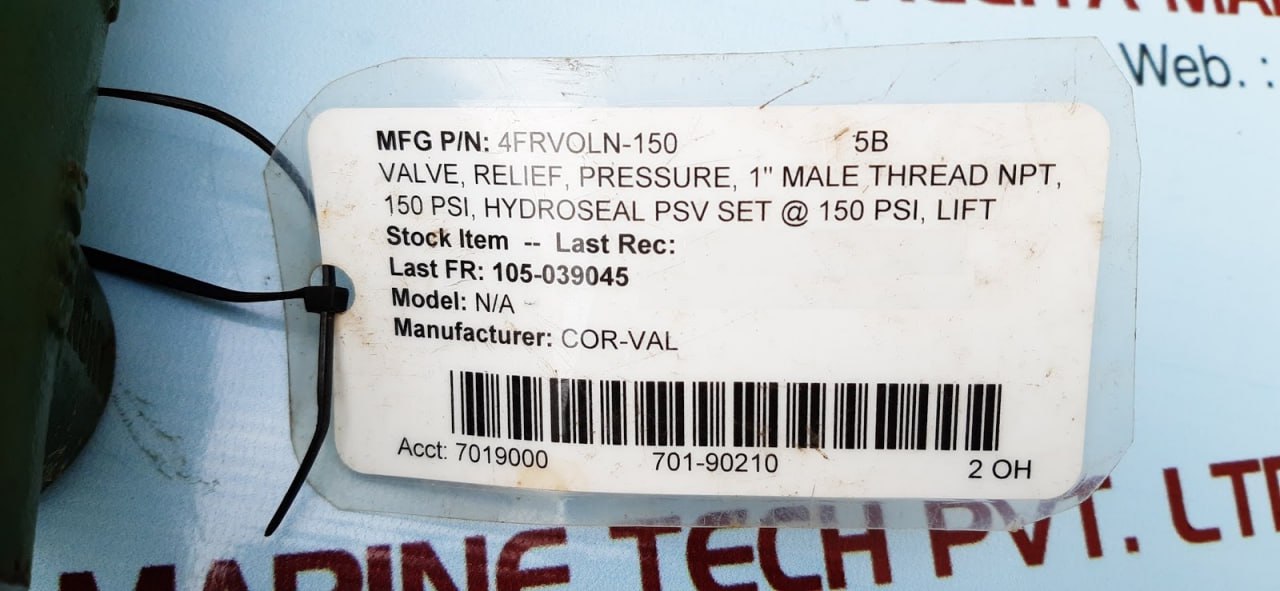 Web. :
MFG P/N: 4FRVOLN-150 5B
VALVE, RELIEF, PRESSURE, 1" MALE THREAD NPT,
150 PSI, HYDROSEAL PSV SET @ 150 PSI, LIFT
Stock Item -- Last Rec:
Last FR: 105-039045
Model: N/A
Manufacturer: COR-VAL
Acct: 7019000 701-90210 2 OH
MARINE TECH PVT. LTD